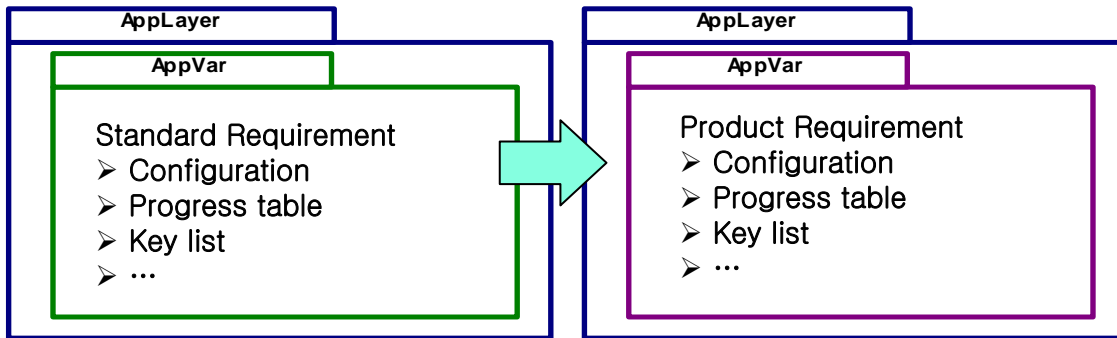 AppLayer
AppVar
Standard Requirement
➢ Configuration
➢ Progress table
➢ Key list
➢ ⋯
AppLayer
AppVar
Product Requirement
➢ Configuration
➢ Progress table
➢ Key list
➢ ⋯